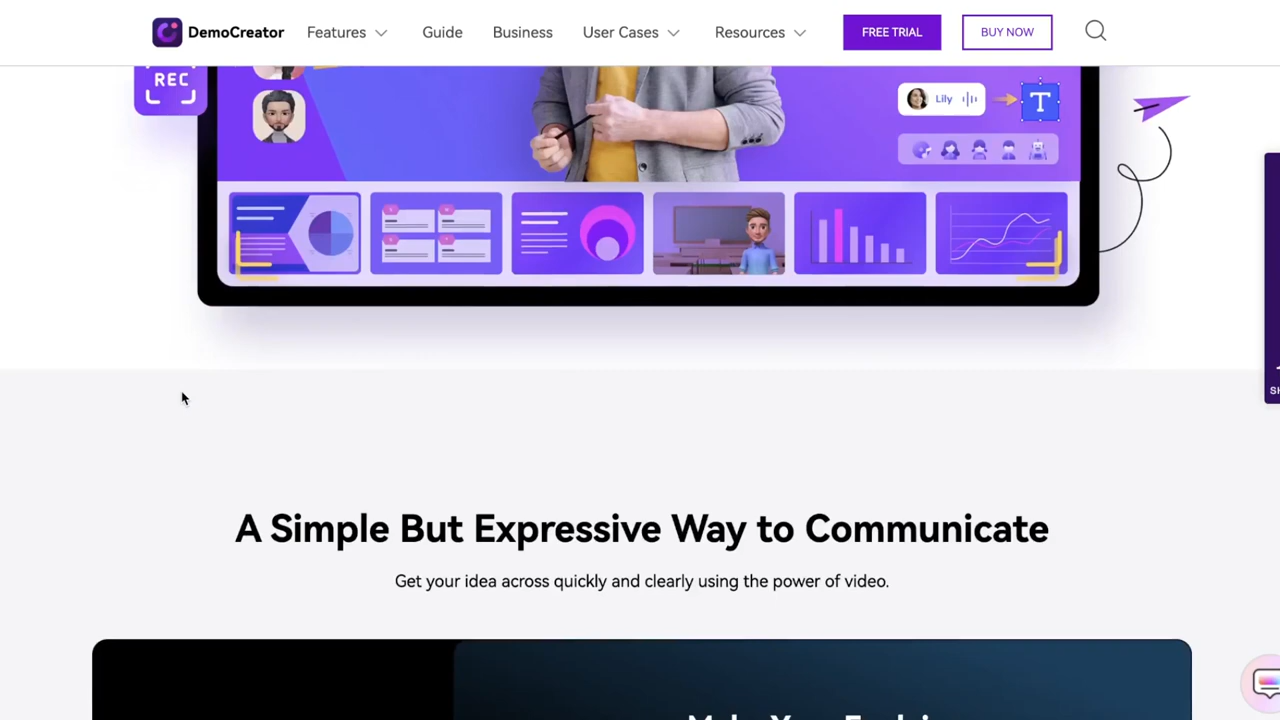 DemoCreator Features Guide Business User Cases Resources FREE TRIAL BUY NOW
REC
Lily
T
A Simple But Expressive Way to Communicate
Get your idea across quickly and clearly using the power of video.